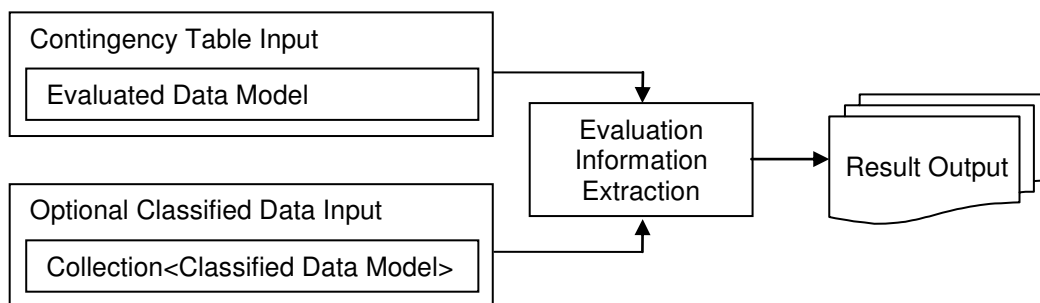 Contingency Table Input
Evaluated Data Model
Optional Classified Data Input
Collection<Classified Data Model>
Evaluation
Information
Extraction
Result Output